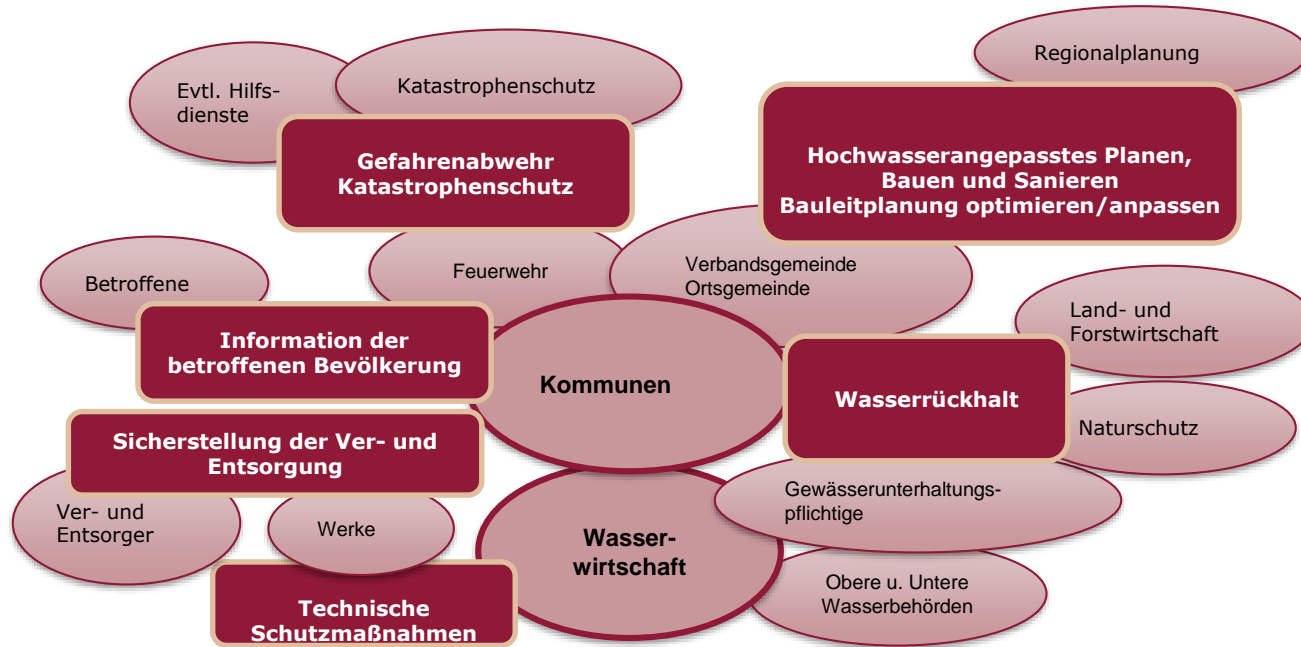 Regionalplanung
Evtl. Hilfs-
dienste
Katastrophenschutz
Gefahrenabwehr
Katastrophenschutz
Hochwasserangepasstes Planen,
Bauen und Sanieren
Bauleitplanung optimieren/anpassen
Betroffene
Feuerwehr
Verbandsgemeinde
Ortsgemeinde
Land- und
Forstwirtschaft
Information der
betroffenen Bevölkerung
Kommunen
Wasserrückhalt
Naturschutz
Sicherstellung der Ver- und
Entsorgung
Ver- und
Entsorger
Werke
Wasser-
wirtschaft
Gewässerunterhaltungs-
pflichtige
Obere u. Untere
Wasserbehörden
Technische
Schutzmaßnahmen